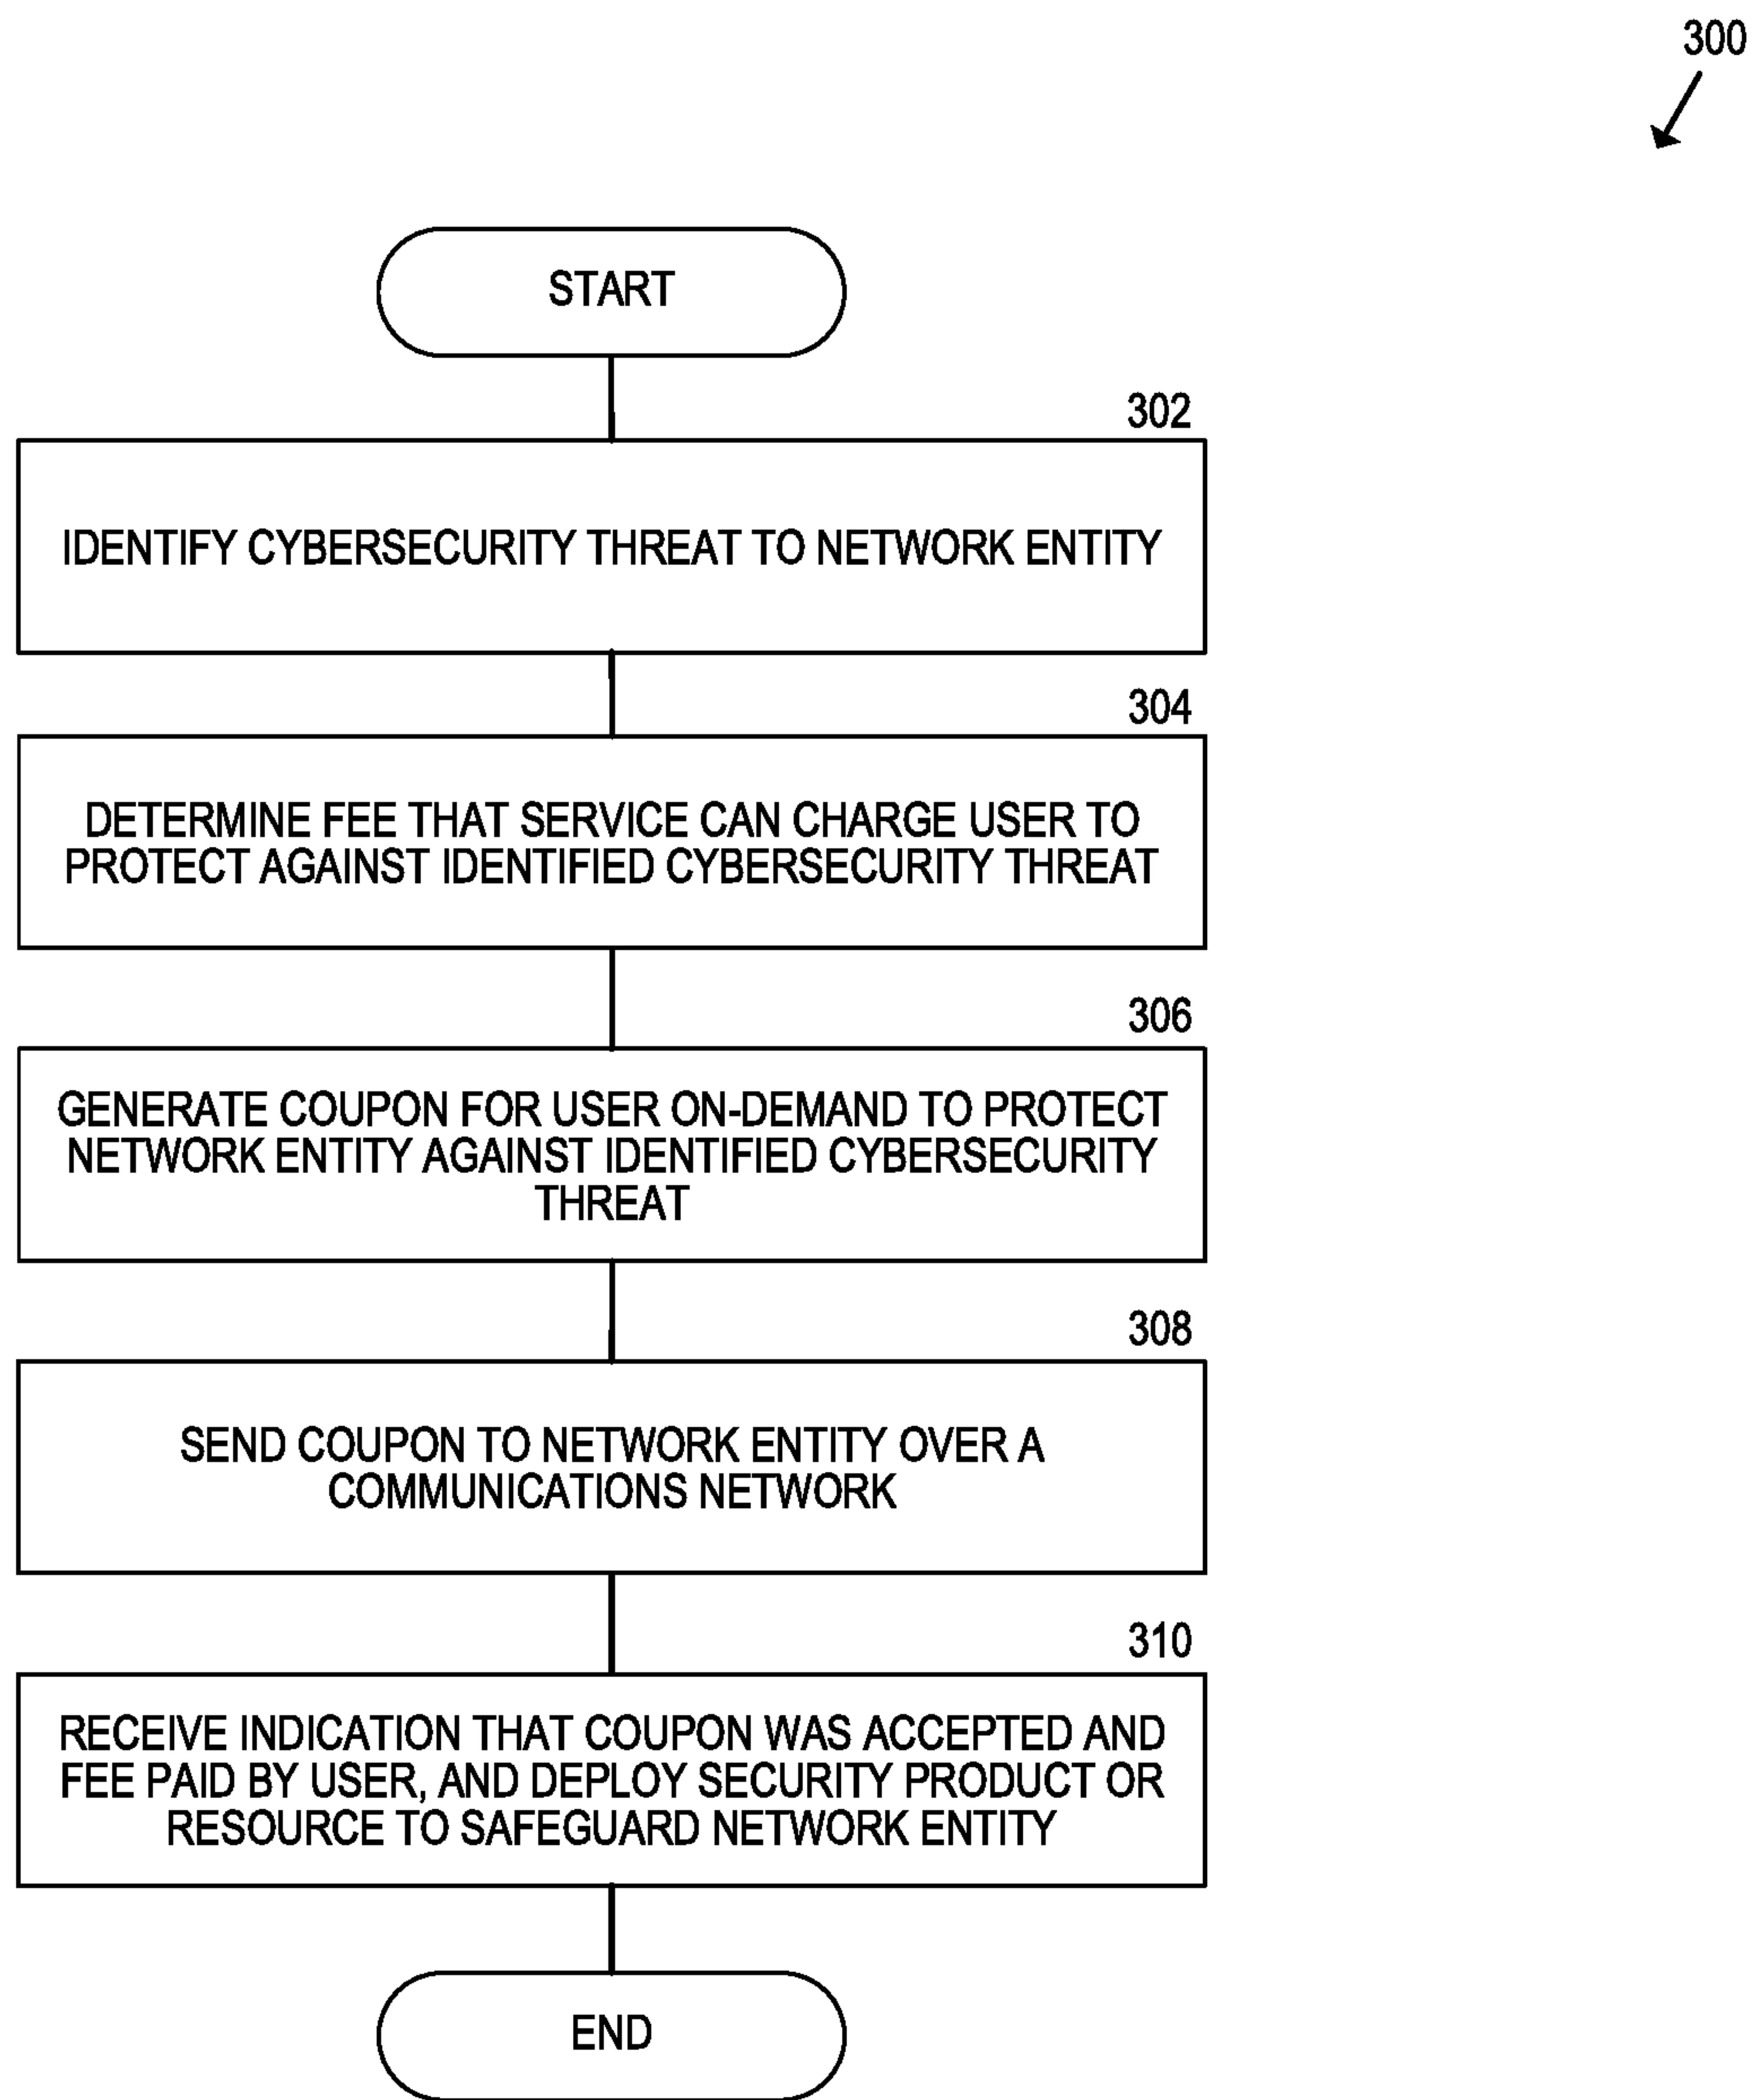 300
START
302
IDENTIFY CYBERSECURITY THREAT TO NETWORK ENTITY
304
DETERMINE FEE THAT SERVICE CAN CHARGE USER TO
PROTECT AGAINST IDENTIFIED CYBERSECURITY THREAT
306
GENERATE COUPON FOR USER ON-DEMAND TO PROTECT
NETWORK ENTITY AGAINST IDENTIFIED CYBERSECURITY
THREAT
308
SEND COUPON TO NETWORK ENTITY OVER A
COMMUNICATIONS NETWORK
310
RECEIVE INDICATION THAT COUPON WAS ACCEPTED AND
FEE PAID BY USER, AND DEPLOY SECURITY PRODUCT OR
RESOURCE TO SAFEGUARD NETWORK ENTITY
END